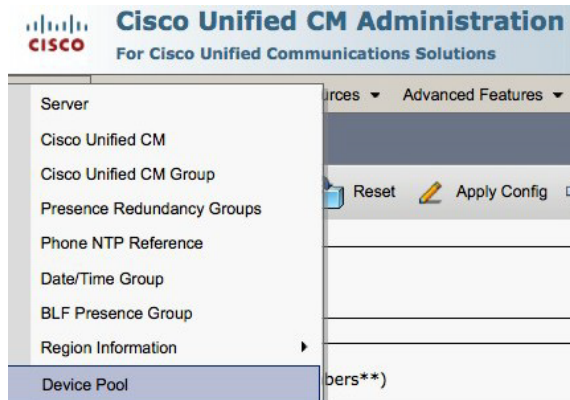 CISCO
Cisco Unified CM Administration
For Cisco Unified Communications Solutions
Advanced Features
Server
Cisco Unified CM
Cisco Unified CM Group
Reset Apply Config
Presence Redundancy Groups
Phone NTP Reference
Date/Time Group
BLF Presence Group
Region Information
Device Pool
bers**)